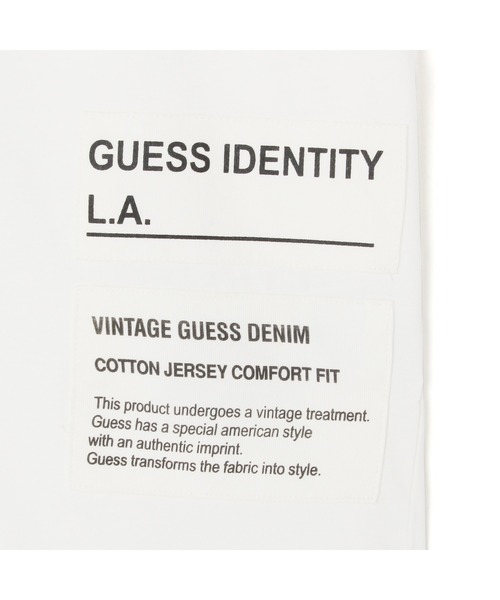 GUESS IDENTITY
L.A.
VINTAGE GUESS DENIM
COTTON JERSEY COMFORT FIT
This product undergoes a vintage treatment.
Guess has a special american style
with an authentic imprint.
Guess transforms the fabric into style.